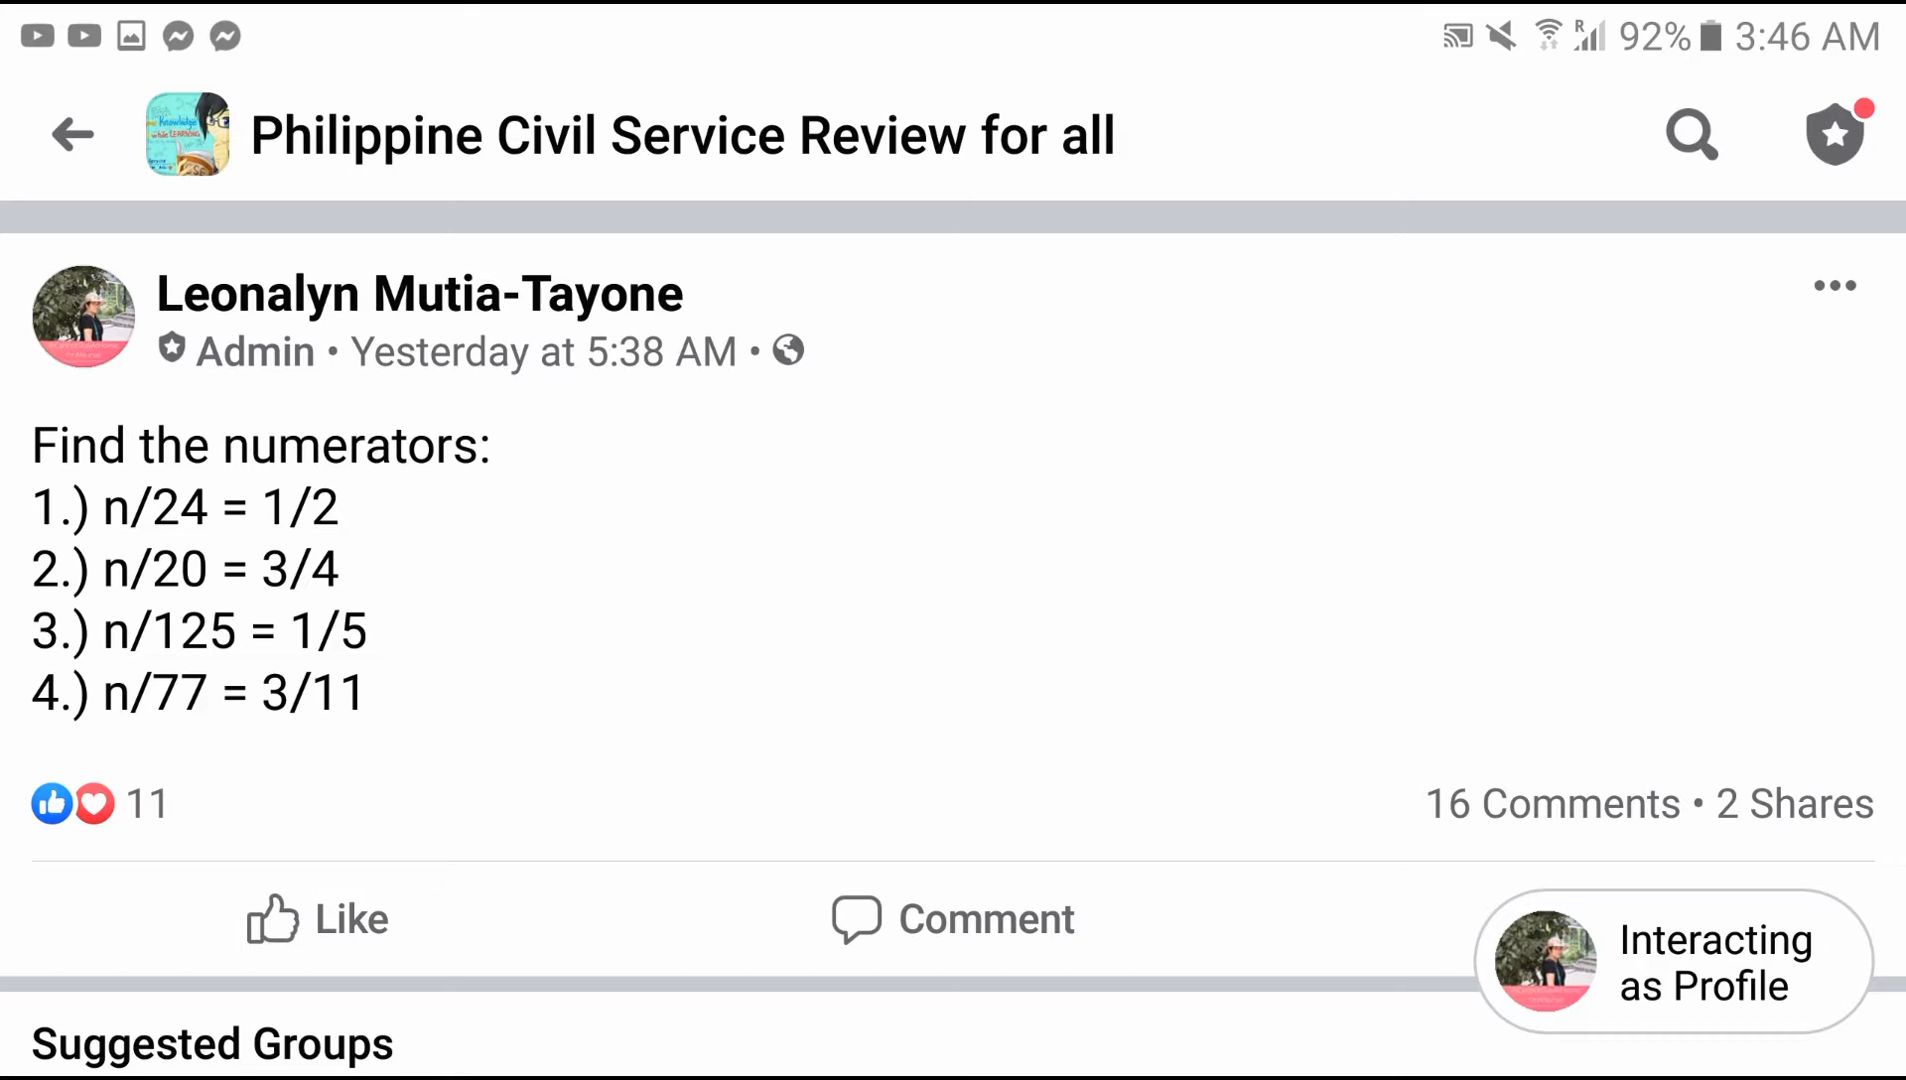 92% 3:46 AM
Philippine Civil Service Review for all
Leonalyn Mutia-Tayone
Admin • Yesterday at 5:38 AM •
Find the numerators:
1.) n/24 = 1/2
2.) n/20 = 3/4
3.) n/125 = 1/5
4.) n/77 = 3/11
11
16 Comments • 2 Shares
Like
Comment
Interacting
as Profile
Suggested Groups